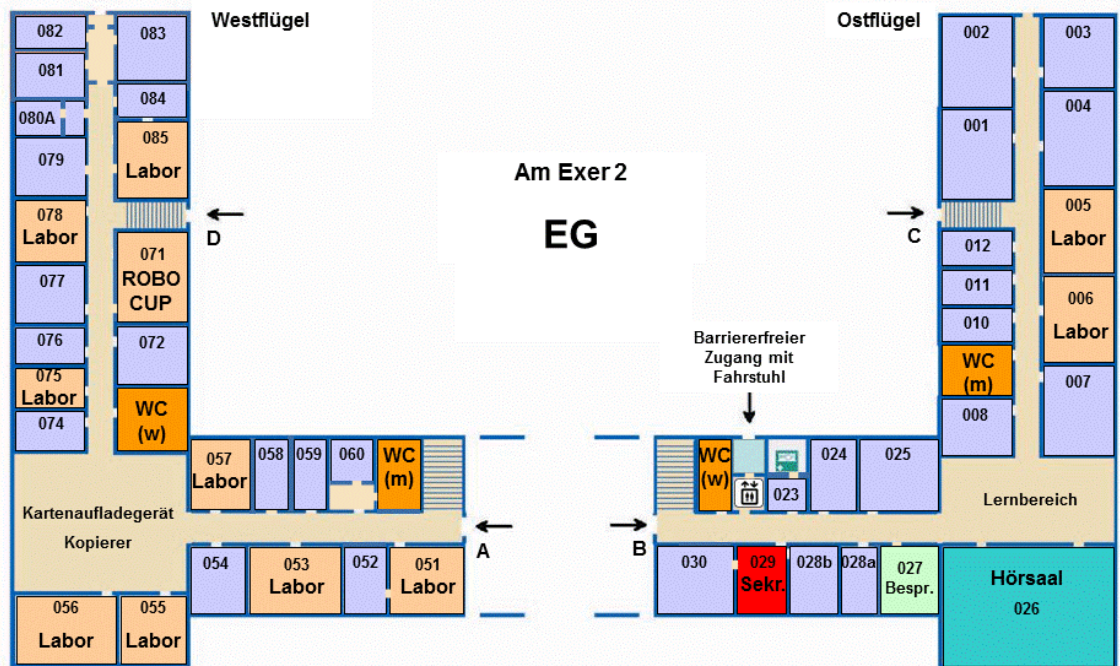 Westflügel
Ostflügel
082
083
081
084
080A
085
Labor
079
078
Labor
D
071
ROBO
CUP
077
076
072
075
Labor
074
WC
(w)
057
Labor
058
059
060
WC
(m)
Kartenaufladegerät
Kopierer
A
054
053
Labor
052
051
Labor
056
Labor
055
Labor
Am Exer 2
EG
Barriererfreier
Zugang mit
Fahrstuhl
002
003
004
001
005
Labor
C
012
011
010
006
Labor
WC
(m)
007
008
WC
(w)
023
024
025
Lernbereich
B
030
029
Sekr.
028b
028a
027
Bespr.
Hörsaal
026